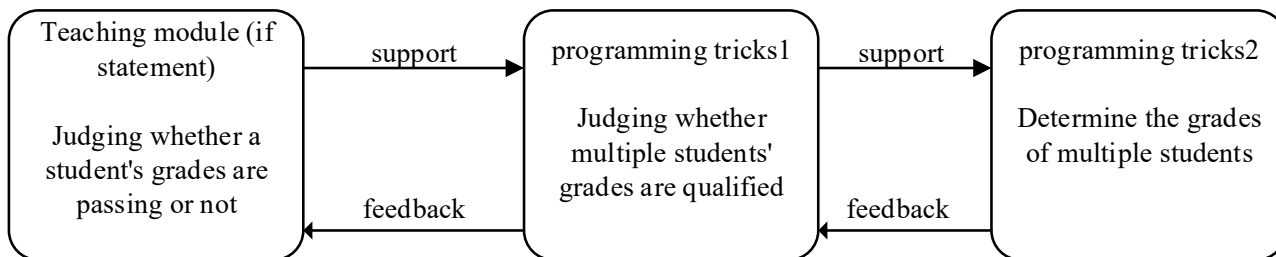 Teaching module (if
statement)
Judging whether a
student's grades are
passing or not
support
feedback
programming tricks1
Judging whether
multiple students'
grades are qualified
support
feedback
programming tricks2
Determine the grades
of multiple students